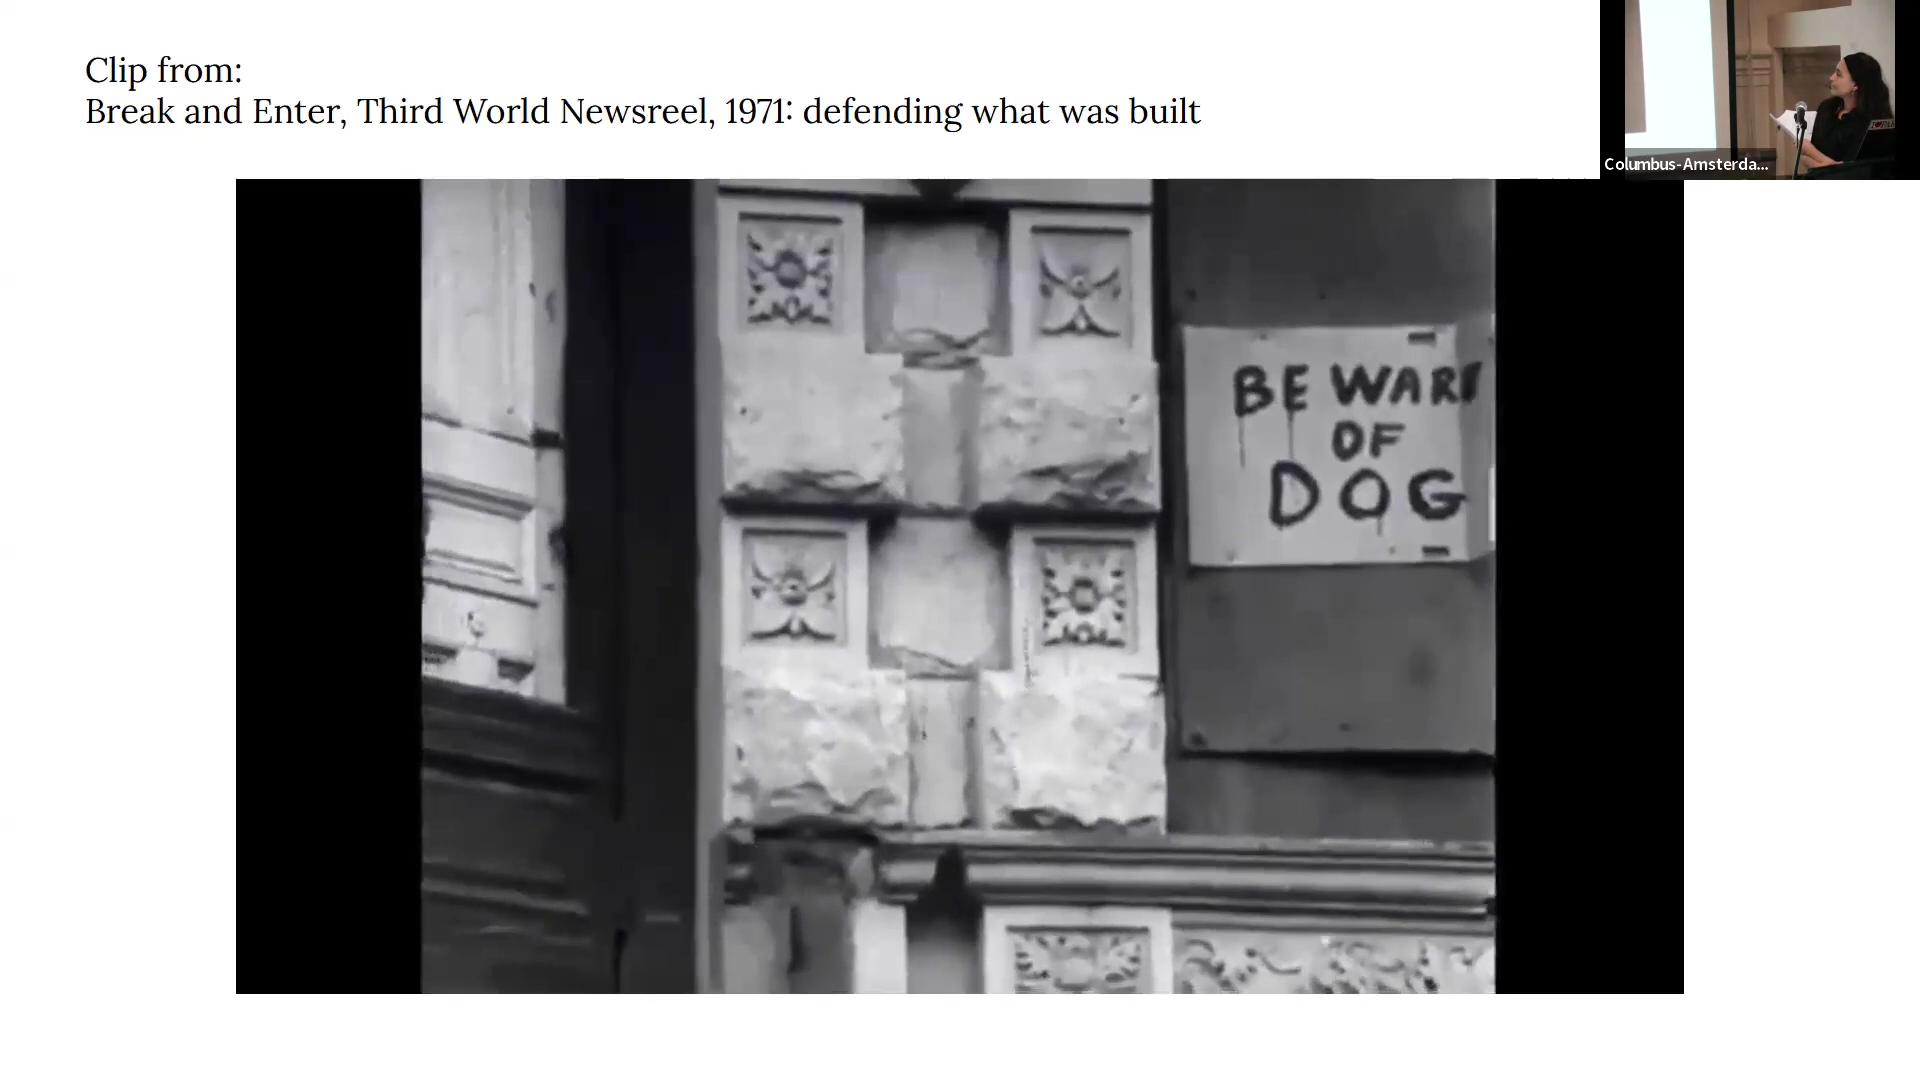 Clip from:
Break and Enter, Third World Newsreel, 1971: defending what was built
Columbus-Amsterda...
BE WARE
OF
DOG